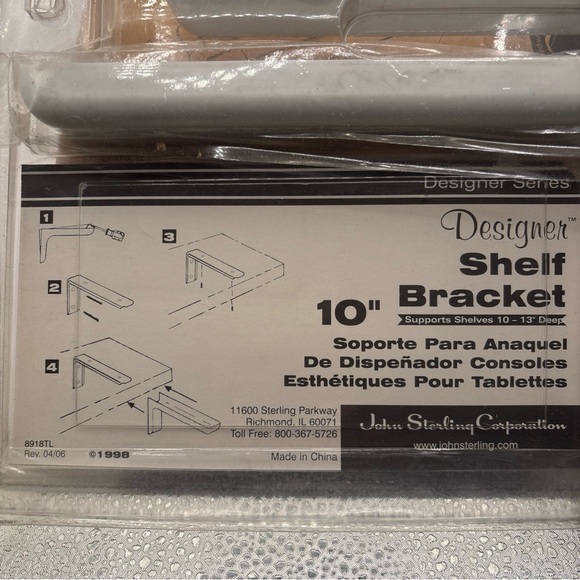 Designer Series
1
3
Designer™
Shelf
2
10" Bracket
Supports Shelves 10 - 13" Deep
Soporte Para Anaquel
De Dispeñador Consoles
4
Esthétiques Pour Tablettes
11600 Sterling Parkway
Richmond, IL 60071
Toll Free: 800-367-5726
John Sterling Corporation
www.johnsterling.com
8918TL
Rev. 04/06
©1998
Made in China